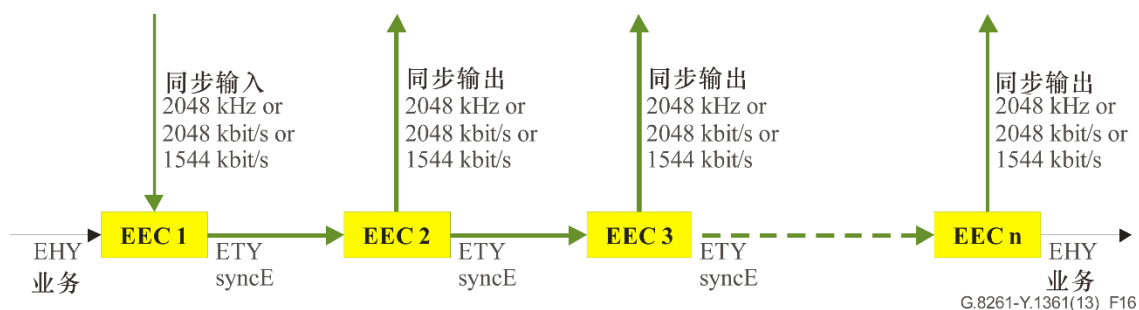 同步输入
2048 kHz or
2048 kbit/s or
1544 kbit/s
同步输出
2048 kHz or
2048 kbit/s or
1544 kbit/s
同步输出
2048 kHz or
2048 kbit/s or
1544 kbit/s
同步输出
2048 kHz or
2048 kbit/s or
1544 kbit/s
EEC 1
EEC 2
EEC 3
EEC n
EHY
业务
ETY
syncE
ETY
syncE
ETY
syncE
EHY
业务
G.8261-Y.1361(13)_F16